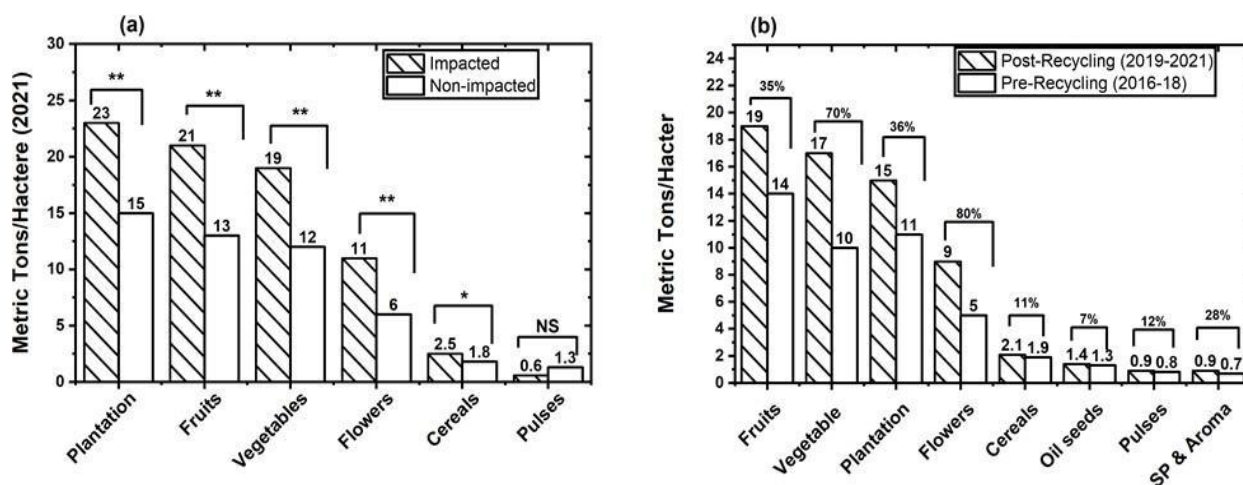 (a)
Metric Tons/Hactere (2021)
30
25
20
15
10
5
0
Impacted
Non-impacted
**
23
15
**
21
13
**
19
12
**
11
6
*
2.5
1.8
NS
0.6
1.3
Plantation
Fruits
Vegetables
Flowers
Cereals
Pulses
(b)
Metric Tons/Hacter
24
22
20
18
16
14
12
10
8
6
4
2
0
Post-Recycling (2019-2021)
Pre-Recycling (2016-18)
35%
19
14
70%
17
10
36%
15
11
80%
9
5
11%
2.1
1.9
7%
1.4
1.3
12%
0.9
0.8
28%
0.9
0.7
Fruits
Vegetable
Plantation
Flowers
Cereals
Oil seeds
Pulses
SP & Aroma